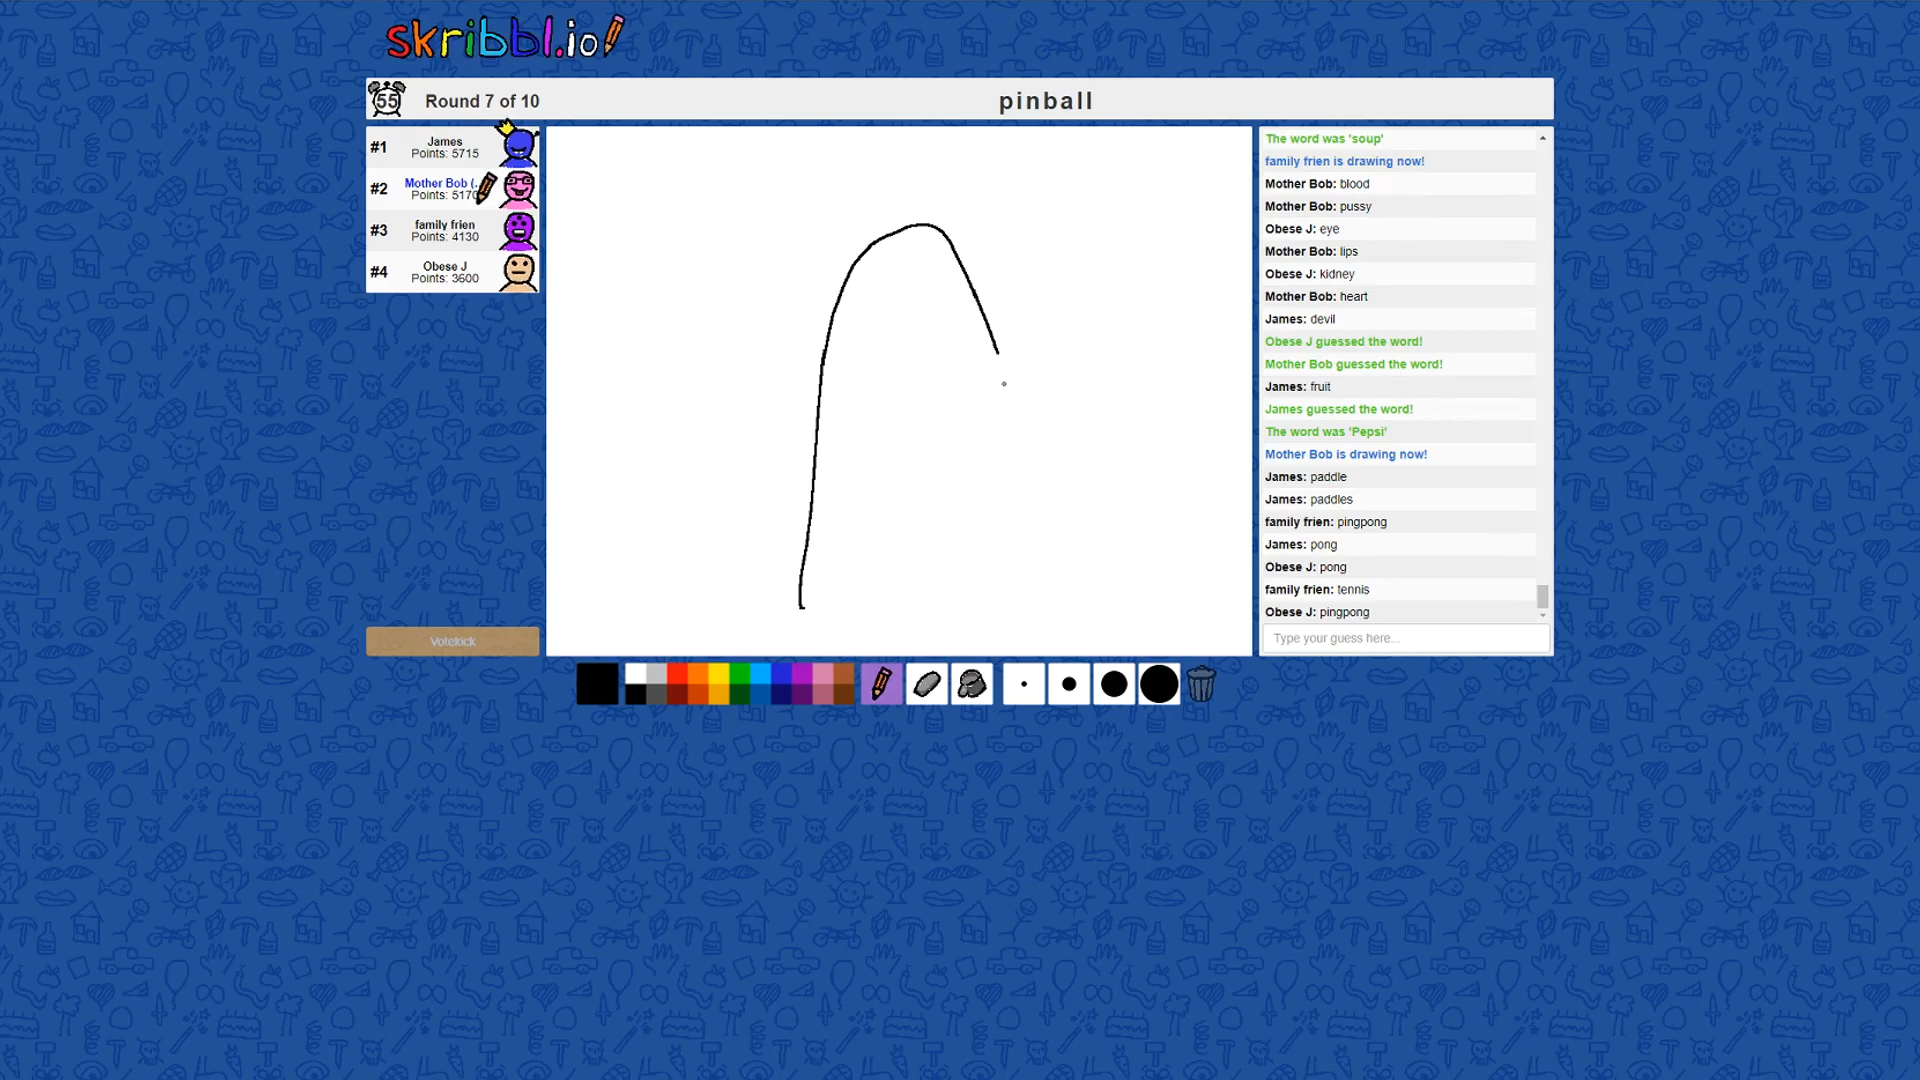 skribbl.io
55
Round 7 of 10
pinball
#1
James
Points: 5715
#2
Mother Bob (...
Points: 5170
#3
family frien
Points: 4130
#4
Obese J
Points: 3600
Votekick
The word was 'soup'
family frien is drawing now!
Mother Bob: blood
Mother Bob: pussy
Obese J: eye
Mother Bob: lips
Obese J: kidney
Mother Bob: heart
James: devil
Obese J guessed the word!
Mother Bob guessed the word!
James: fruit
James guessed the word!
The word was 'Pepsi'
Mother Bob is drawing now!
James: paddle
James: paddles
family frien: pingpong
James: pong
Obese J: pong
family frien: tennis
Obese J: pingpong
Type your guess here...